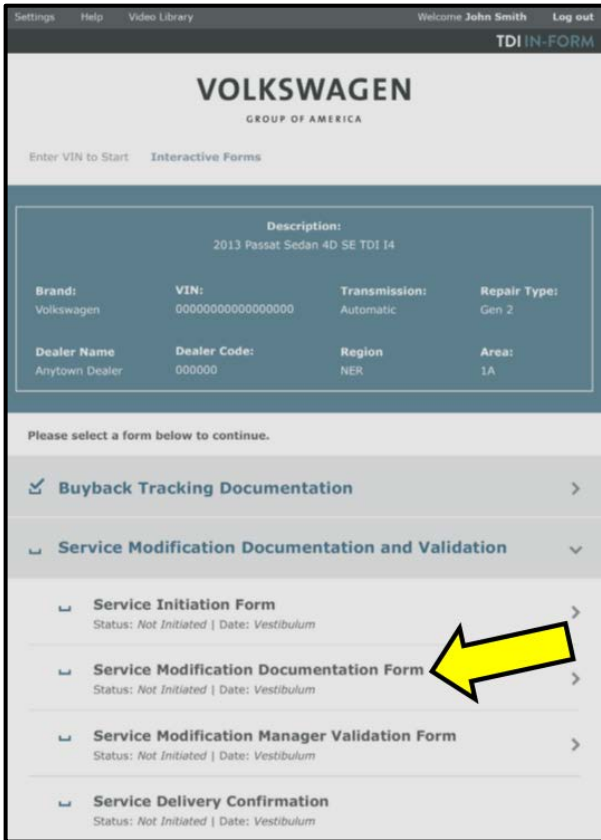 Settings Help Video Library Welcome John Smith Log out
TDI IN-FORM
VOLKSWAGEN
GROUP OF AMERICA
Enter VIN to Start Interactive Forms
Description:
2013 Passat Sedan 4D SE TDI I4
Brand: VIN: Transmission: Repair Type:
Volkswagen 00000000000000000 Automatic Gen 2
Dealer Name Dealer Code: Region Area:
Anytown Dealer 000000 NER 1A
Please select a form below to continue.
Buyback Tracking Documentation
Service Modification Documentation and Validation
Service Initiation Form
Status: Not Initiated | Date: Vestibulum
Service Modification Documentation Form
Status: Not Initiated | Date: Vestibulum
Service Modification Manager Validation Form
Status: Not Initiated | Date: Vestibulum
Service Delivery Confirmation
Status: Not Initiated | Date: Vestibulum